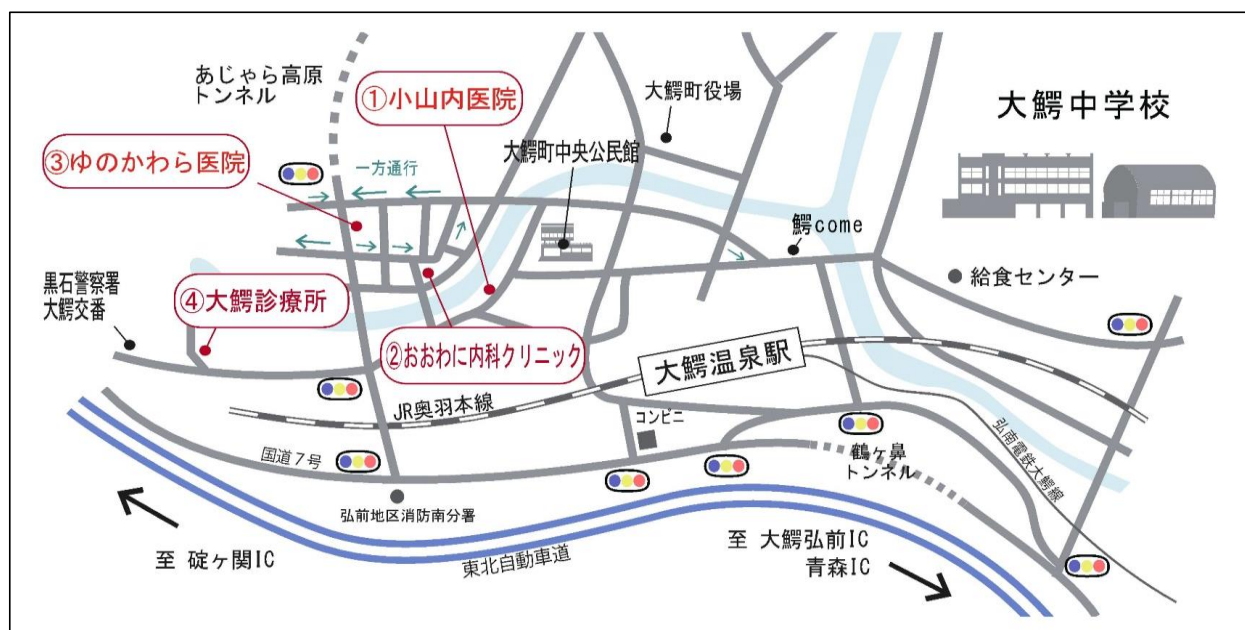 あじゃら高原
トンネル
①小山内医院
大鰐町役場
大鰐中学校
③ゆのかわら医院
一方通行
大鰐町中央公民館
鰐come
給食センター
黒石警察署
大鰐交番
④大鰐診療所
②おおわに内科クリニック
大鰐温泉駅
JR奥羽本線
コンビニ
国道7号
鶴ヶ鼻
トンネル
弘南電鉄大鰐線
弘前地区消防南分署
至 碇ヶ関IC
東北自動車道
至 大鰐弘前IC
青森IC